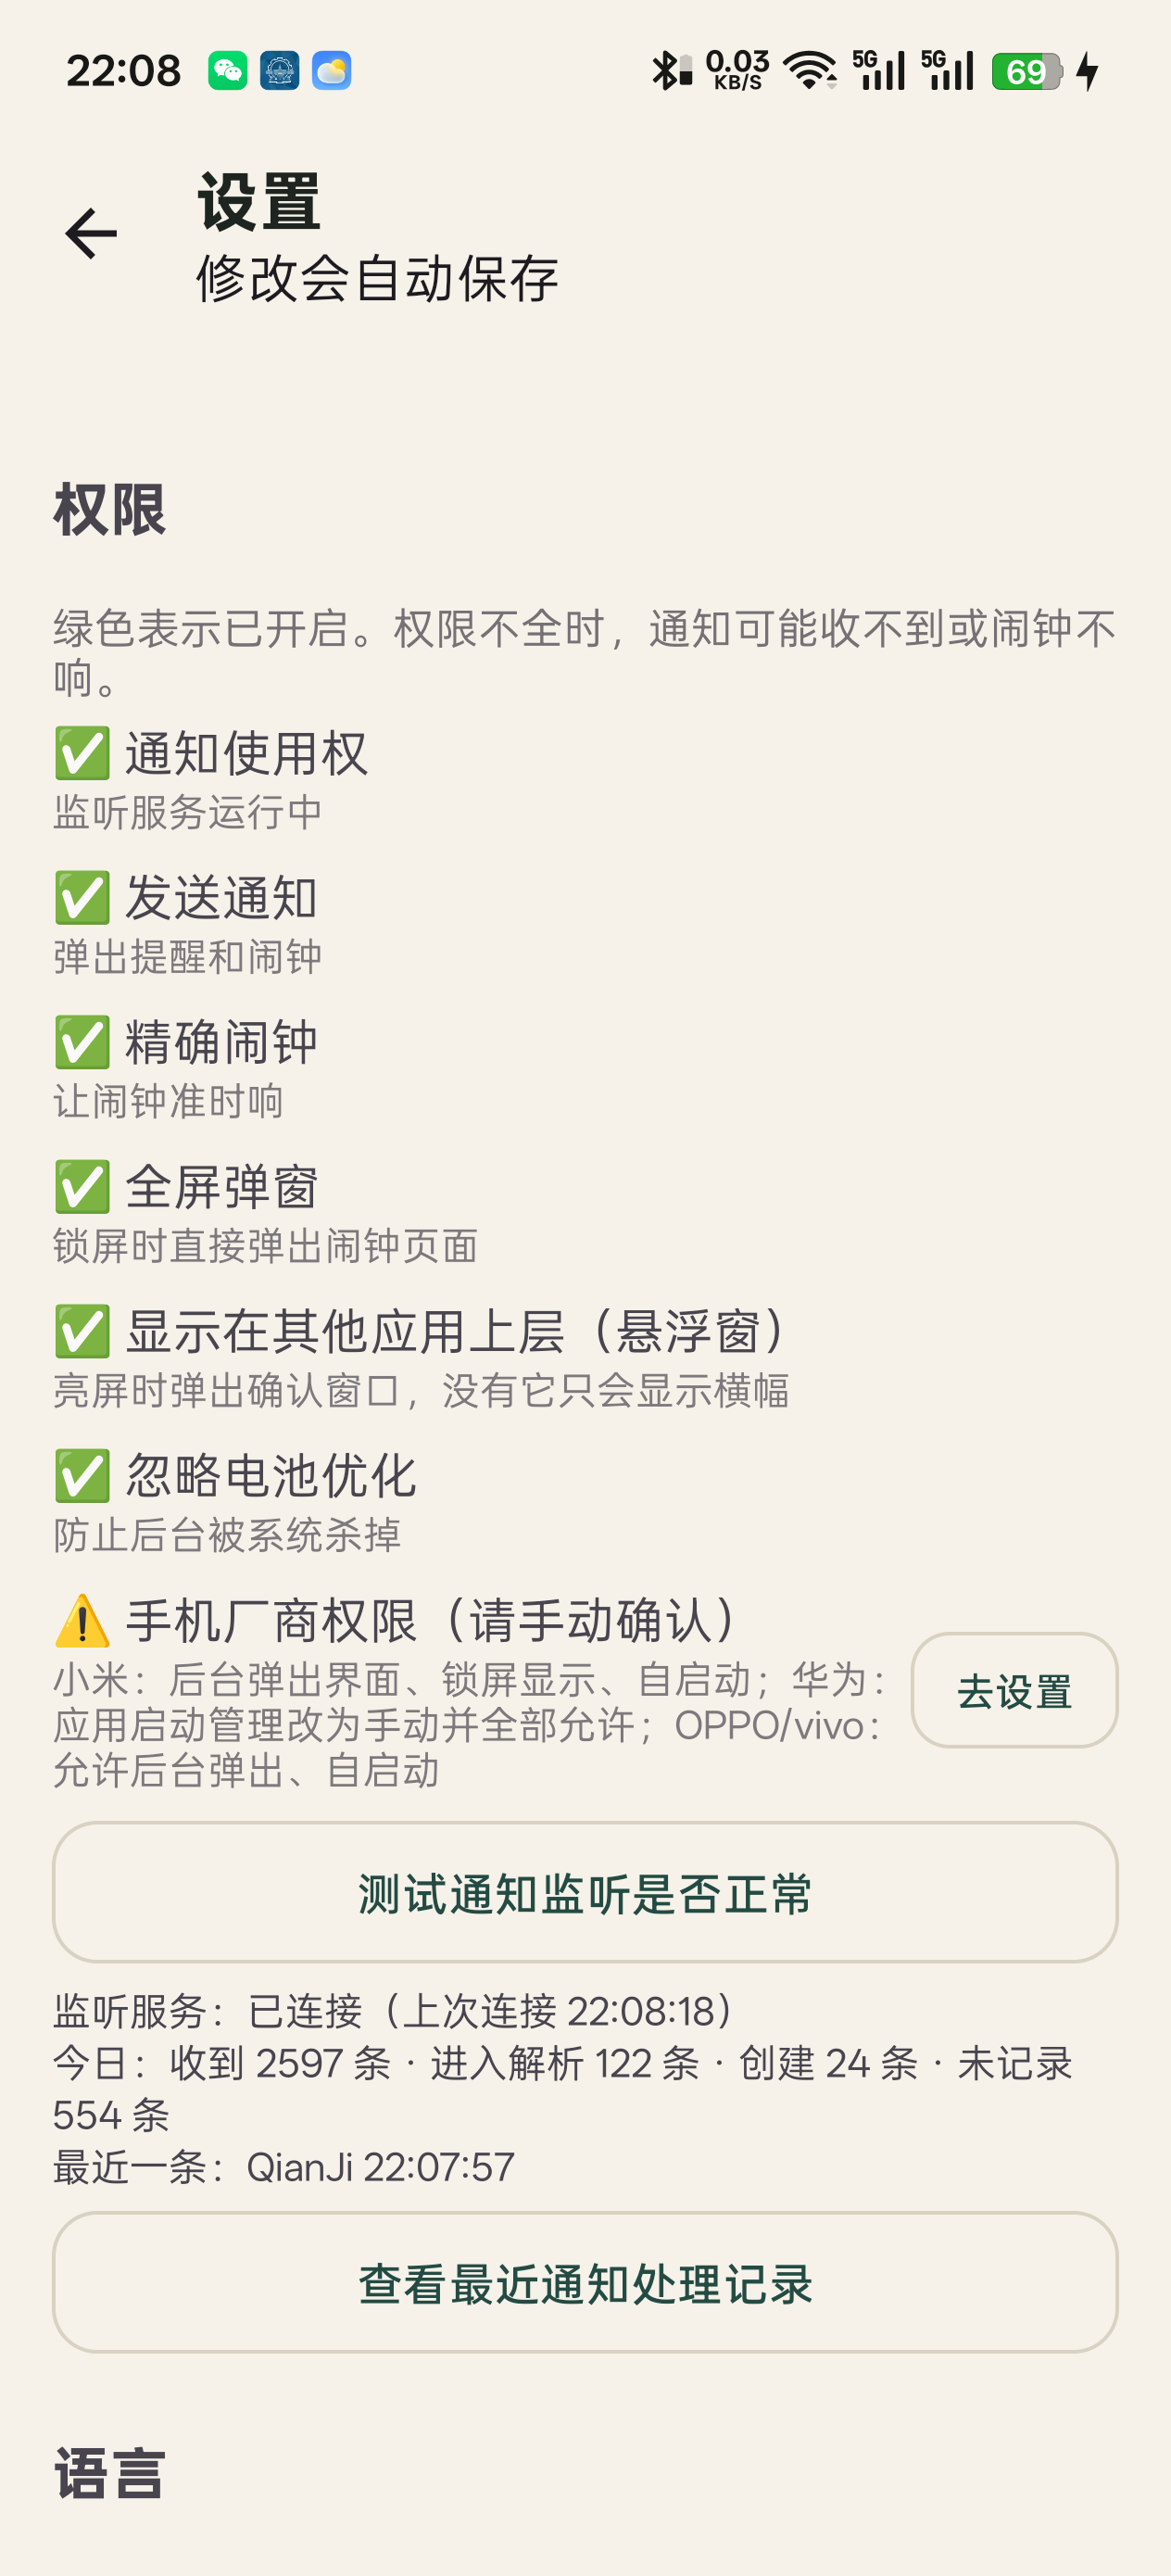 22:08
0.03
KB/S
5G
5G
69
设置
修改会自动保存
权限
绿色表示已开启。权限不全时，通知可能收不到或闹钟不
响。
✅ 通知使用权
监听服务运行中
✅ 发送通知
弹出提醒和闹钟
✅ 精确闹钟
让闹钟准时响
✅ 全屏弹窗
锁屏时直接弹出闹钟页面
✅ 显示在其他应用上层（悬浮窗）
亮屏时弹出确认窗口，没有它只会显示横幅
✅ 忽略电池优化
防止后台被系统杀掉
⚠️ 手机厂商权限（请手动确认）
小米：后台弹出界面、锁屏显示、自启动；华为：
应用启动管理改为手动并全部允许；OPPO/vivo：
允许后台弹出、自启动
去设置
测试通知监听是否正常
监听服务：已连接（上次连接 22:08:18）
今日：收到 2597 条 · 进入解析 122 条 · 创建 24 条 · 未记录
554 条
最近一条：QianJi 22:07:57
查看最近通知处理记录
语言